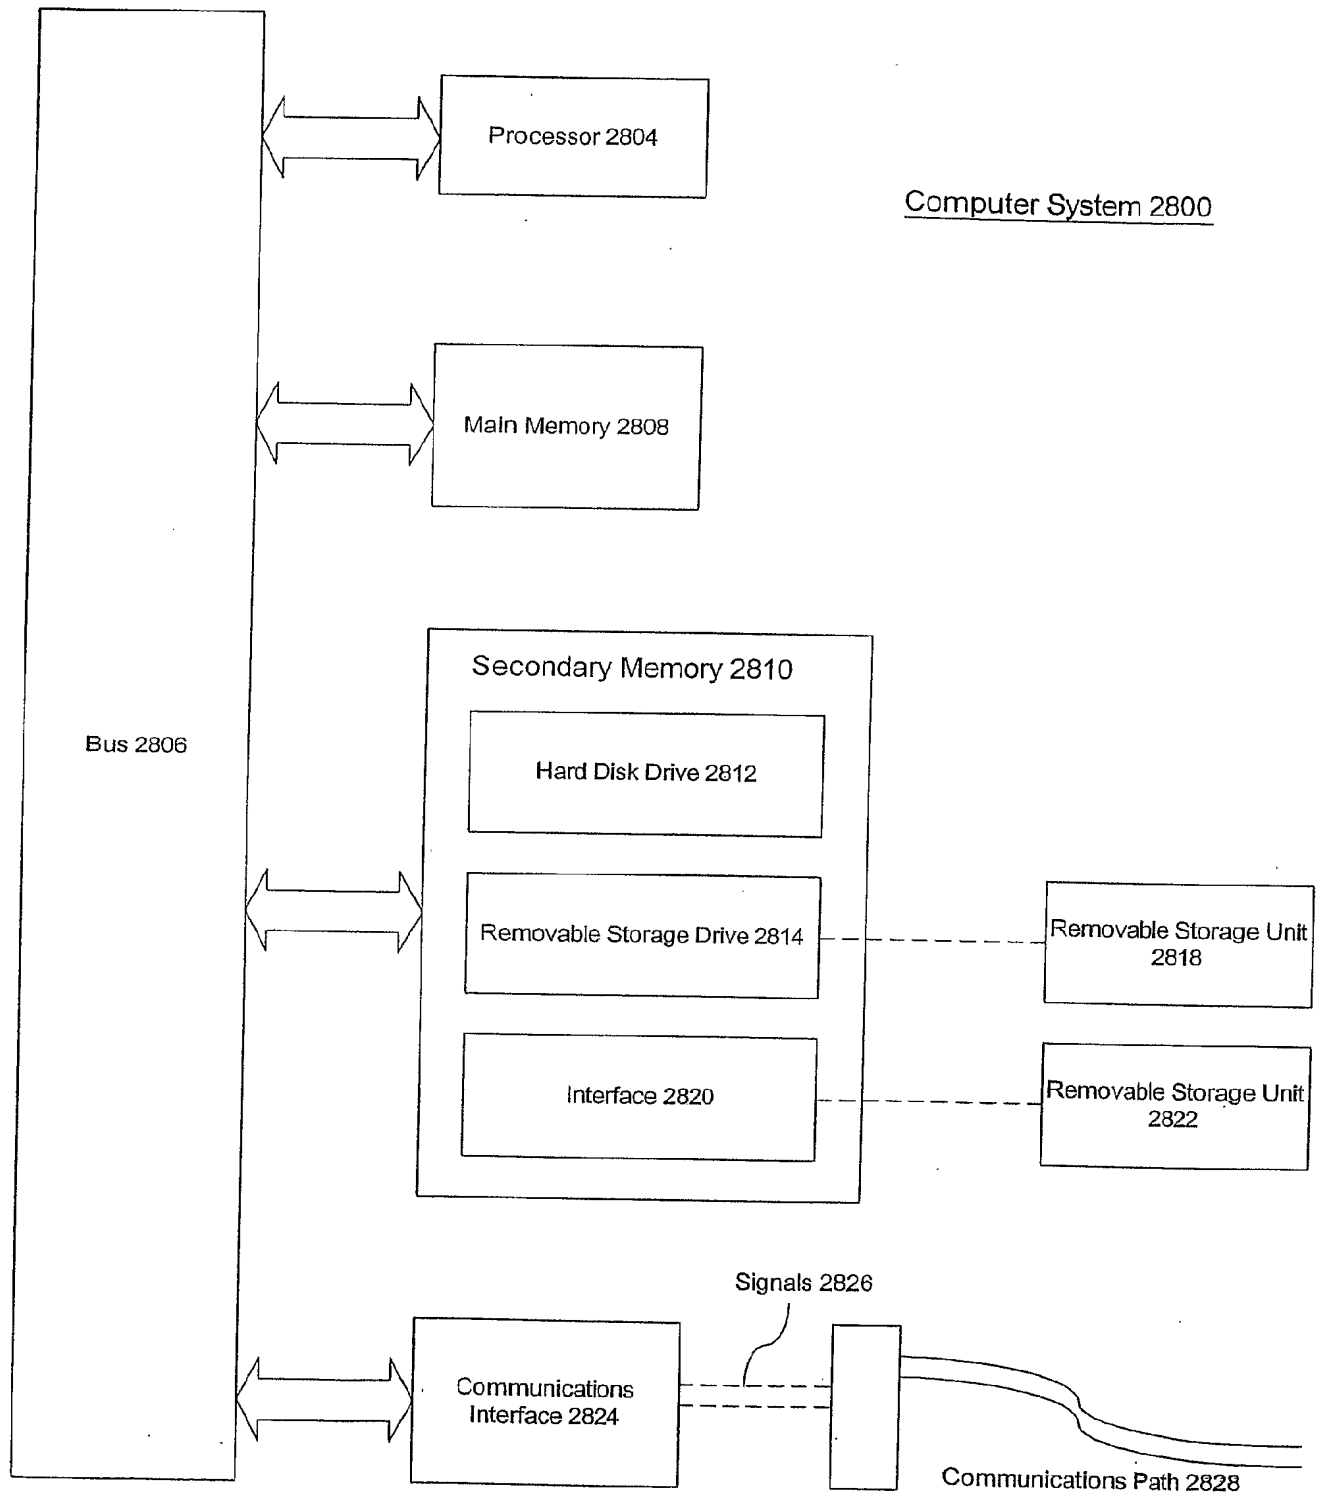 Processor 2804
Computer System 2800
Main Memory 2808
Secondary Memory 2810
Bus 2806
Hard Disk Drive 2812
Removable Storage Drive 2814
Removable Storage Unit
2818
Interface 2820
Removable Storage Unit
2822
Signals 2826
Communications
Interface 2824
Communications Path 2828